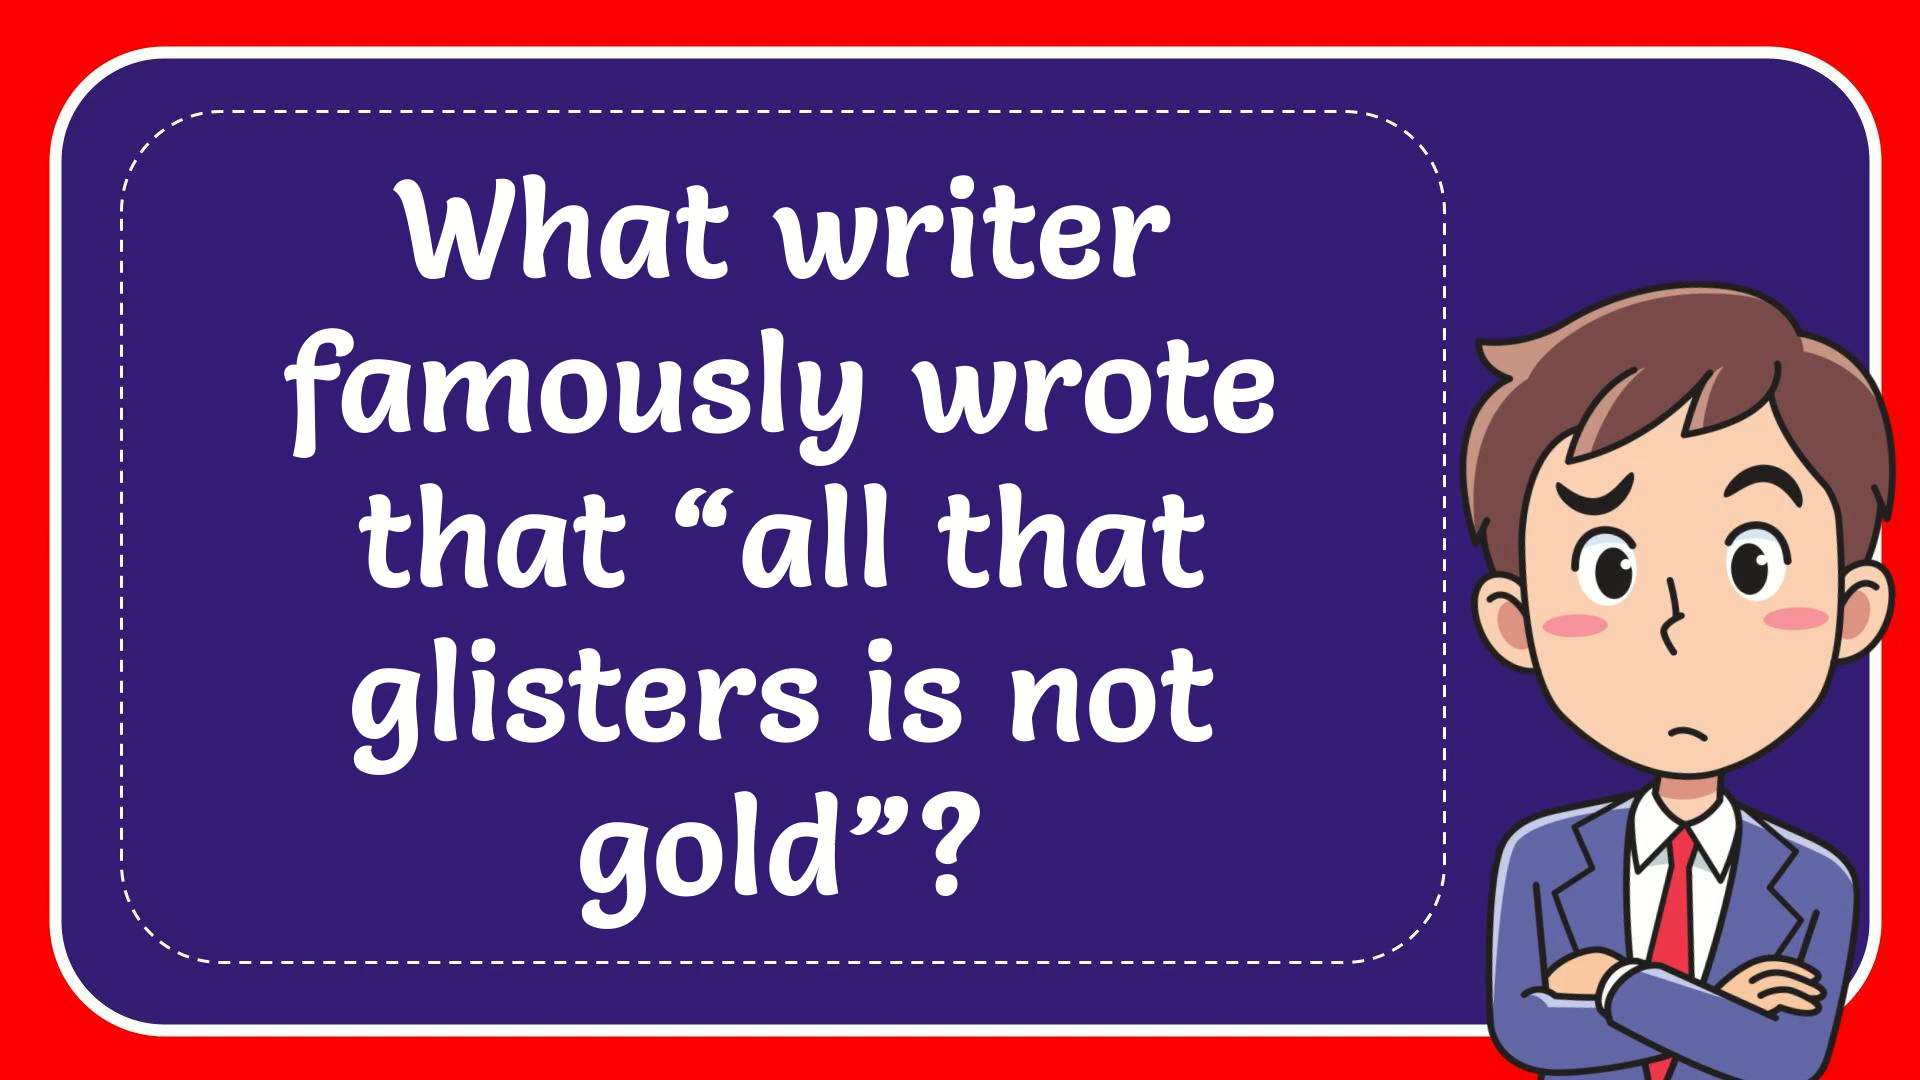 What writer
famously wrote
that “all that
glisters is not
gold”?